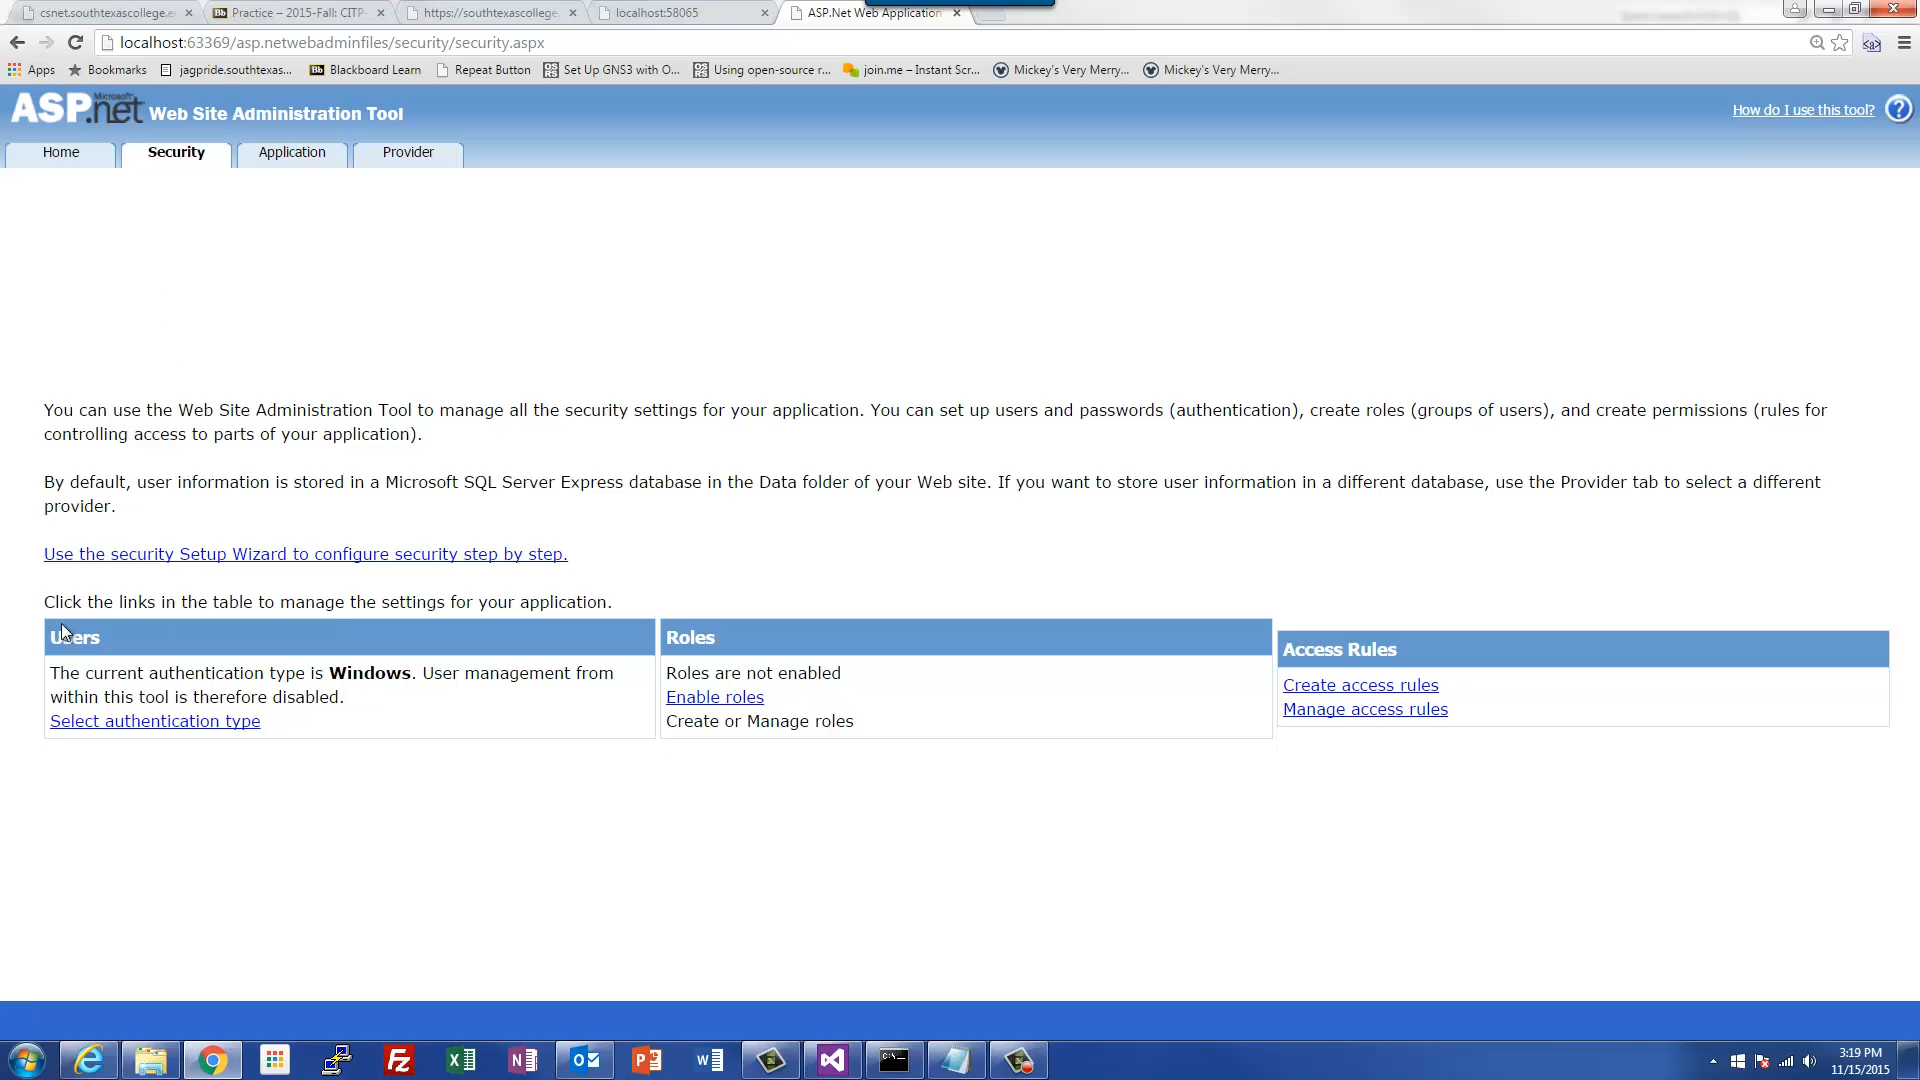 csnet.southtexascollege.e
Practice – 2015-Fall: CITP-
https://southtexascollege
localhost:58065
ASP.Net Web Application
localhost:63369/asp.netwebadminfiles/security/security.aspx
Apps
Bookmarks
jagpride.southtexas...
Bb
Blackboard Learn
Repeat Button
Set Up GNS3 with O...
Using open-source r...
join.me – Instant Scr...
Mickey's Very Merry...
Mickey's Very Merry...
Microsoft
ASP.net Web Site Administration Tool
How do I use this tool?
Home
Security
Application
Provider
You can use the Web Site Administration Tool to manage all the security settings for your application. You can set up users and passwords (authentication), create roles (groups of users), and create permissions (rules for
controlling access to parts of your application).
By default, user information is stored in a Microsoft SQL Server Express database in the Data folder of your Web site. If you want to store user information in a different database, use the Provider tab to select a different
provider.
Use the security Setup Wizard to configure security step by step.
Click the links in the table to manage the settings for your application.
Users
The current authentication type is Windows. User management from
within this tool is therefore disabled.
Select authentication type
Roles
Roles are not enabled
Enable roles
Create or Manage roles
Access Rules
Create access rules
Manage access rules
3:19 PM
11/15/2015